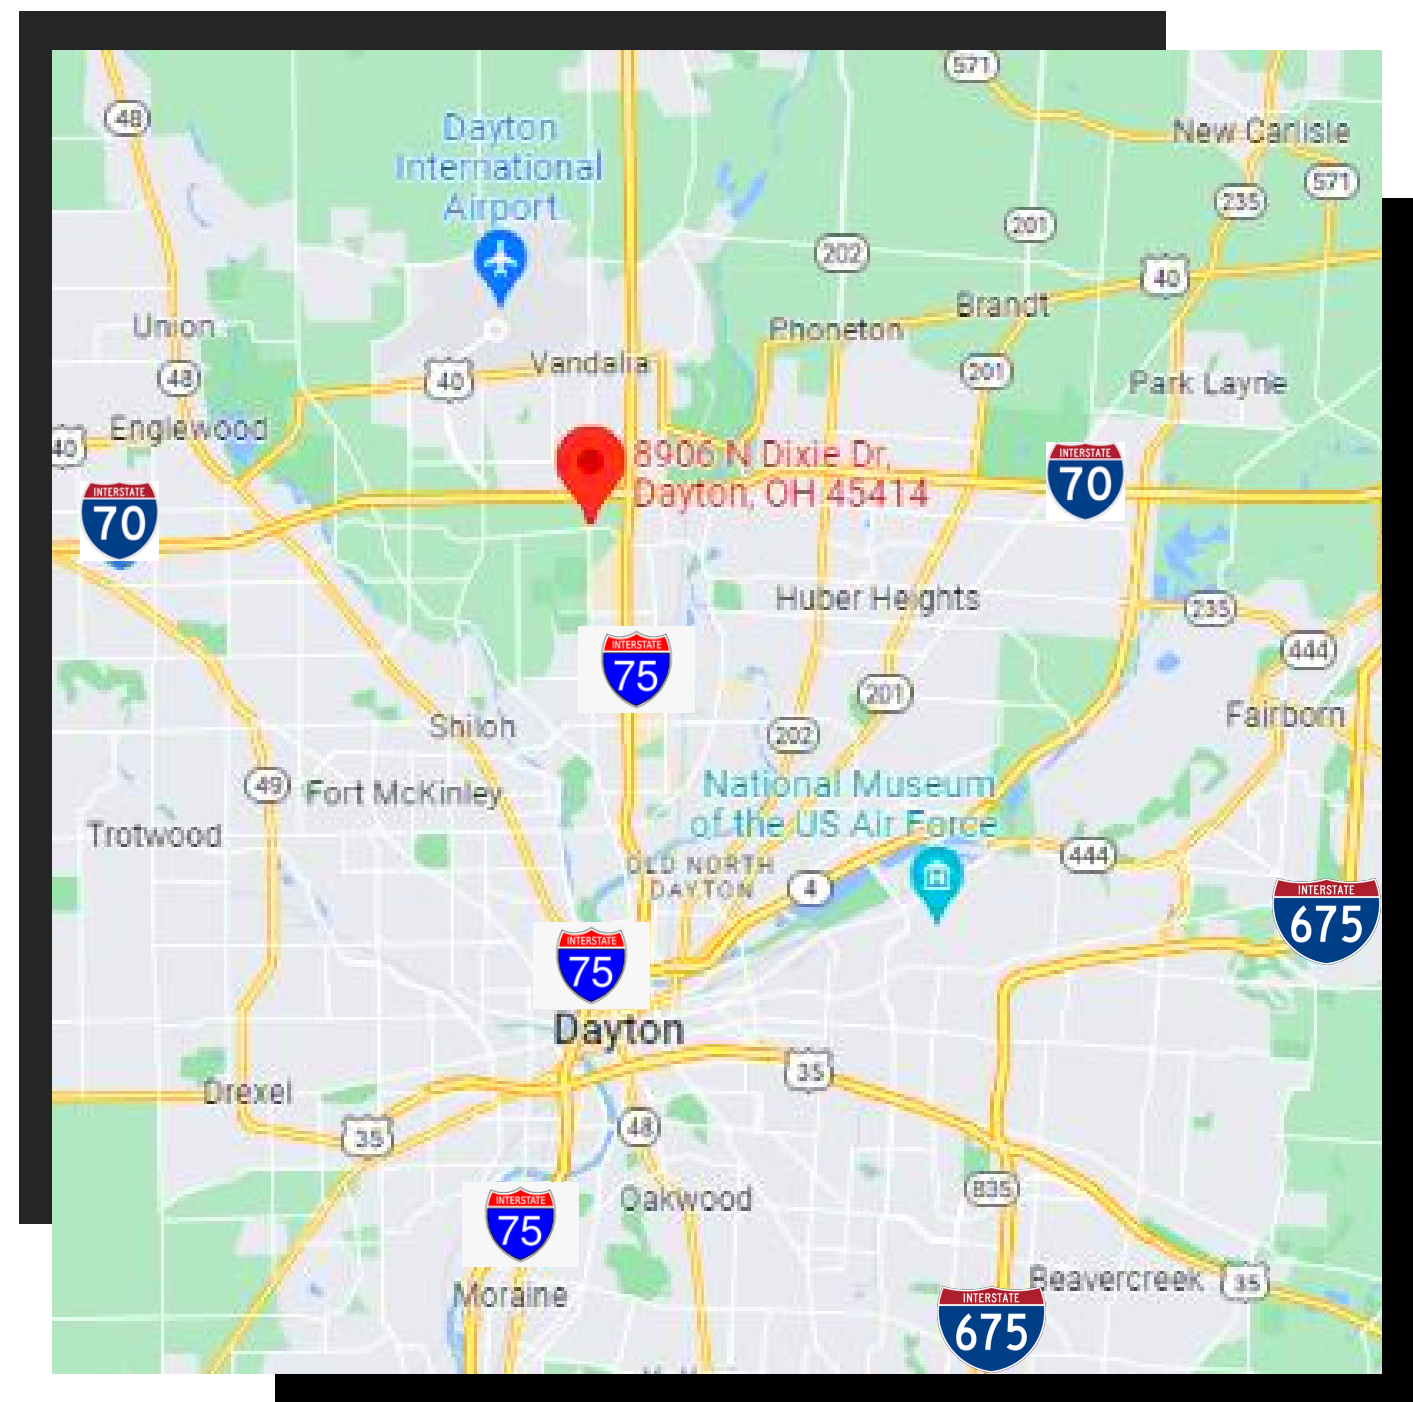 571
48
Dayton
International
Airport
New Carlisle
571
235
201
202
40
Brandt
Union
Phoneton
Vandalia
48
40
201
Park Layne
Englewood
40
8906 N Dixie Dr,
Dayton, OH 45414
INTERSTATE
70
INTERSTATE
70
Huber Heights
235
444
INTERSTATE
75
201
Fairborn
Shiloh
202
49
Fort McKinley
National Museum
of the US Air Force
Trotwood
OLD NORTH
DAYTON
444
4
INTERSTATE
675
INTERSTATE
75
Dayton
35
Drexel
35
48
835
Oakwood
INTERSTATE
75
Moraine
Beavercreek
35
INTERSTATE
675